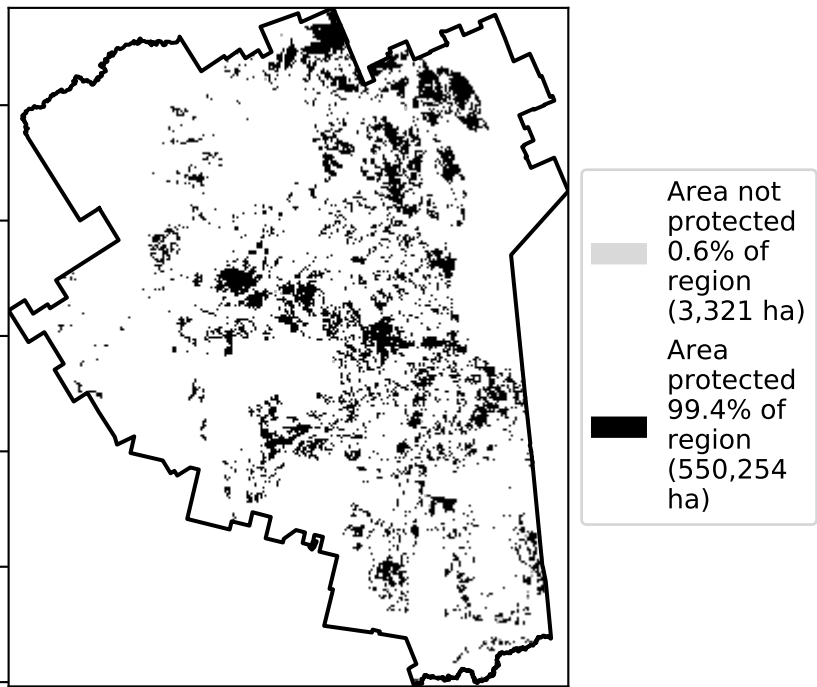 Area not
protected
0.6% of
region
(3,321 ha)
Area
protected
99.4% of
region
(550,254
ha)